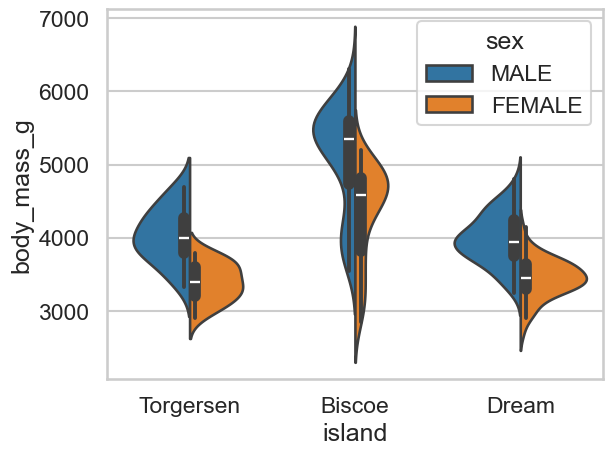 7000
6000
5000
4000
3000
body_mass_g
Torgersen
Biscoe
Dream
island
sex
MALE
FEMALE